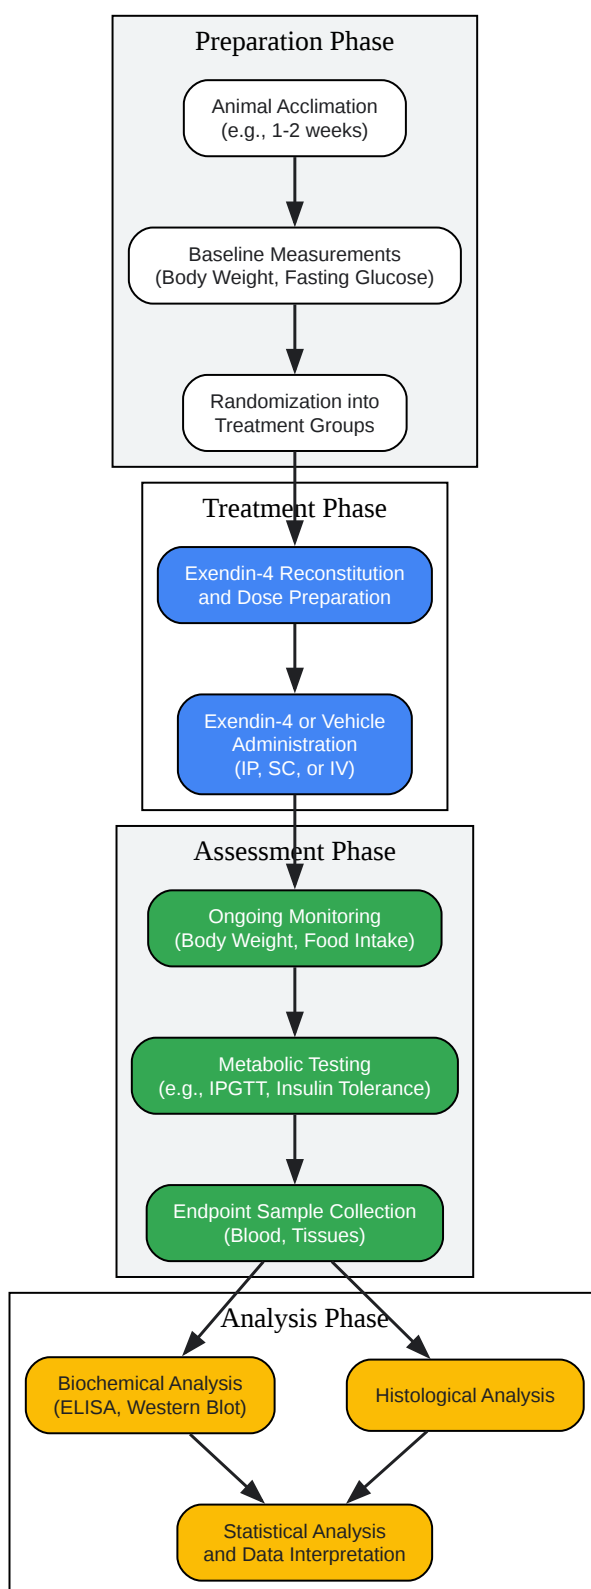 Preparation Phase
Animal Acclimation
(e.g., 1-2 weeks)
Baseline Measurements
(Body Weight, Fasting Glucose)
Randomization into
Treatment Groups
Treatment Phase
Exendin-4 Reconstitution
and Dose Preparation
Exendin-4 or Vehicle
Administration
(IP, SC, or IV)
Assessment Phase
Ongoing Monitoring
(Body Weight, Food Intake)
Metabolic Testing
(e.g., IPGTT, Insulin Tolerance)
Endpoint Sample Collection
(Blood, Tissues)
Analysis Phase
Biochemical Analysis
(ELISA, Western Blot)
Histological Analysis
Statistical Analysis
and Data Interpretation